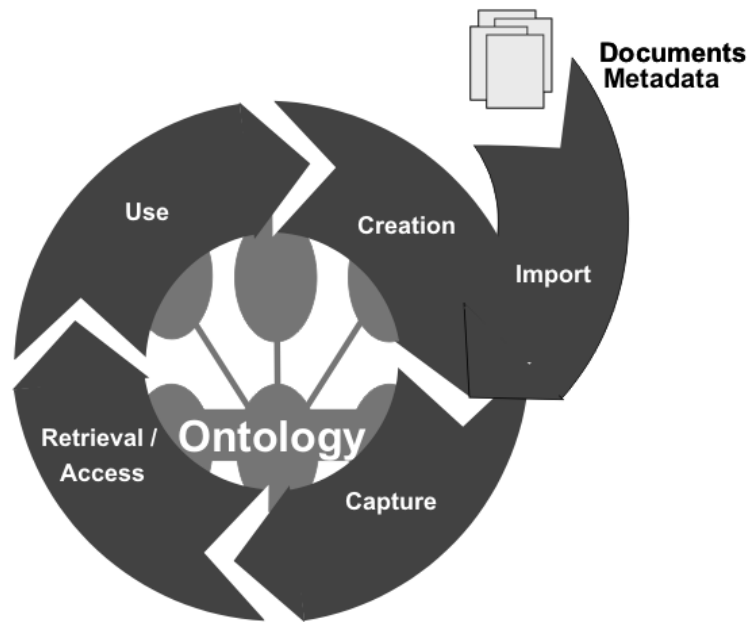 Documents
Metadata
Use
Creation
Import
Retrieval /
Access
Ontology
Capture